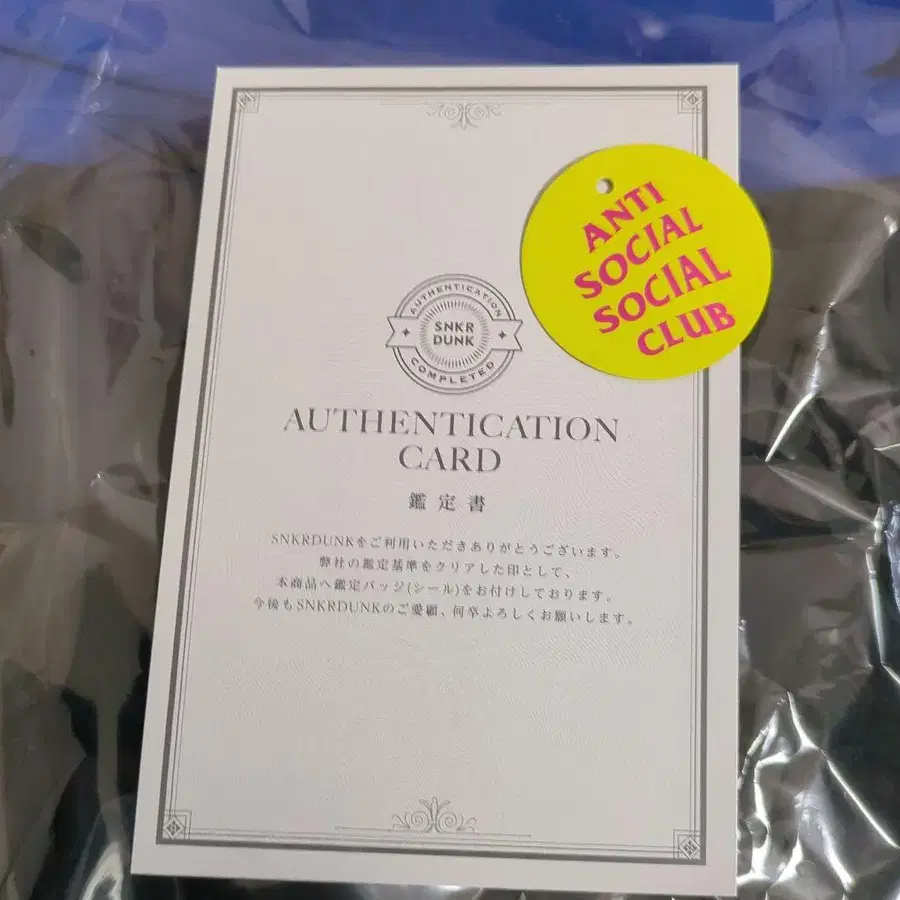 ANTI
SOCIAL
SOCIAL
CLUB
AUTHENTICATION
SNKR
DUNK
COMPLETED
AUTHENTICATION
CARD
鑑定書
SNKRDUNKをご利用いただきありがとうございます。
弊社の鑑定基準をクリアした印として、
本商品へ鑑定バッジ(シール)をお付けしております。
今後もSNKRDUNKのご愛顧、何卒よろしくお願いします。